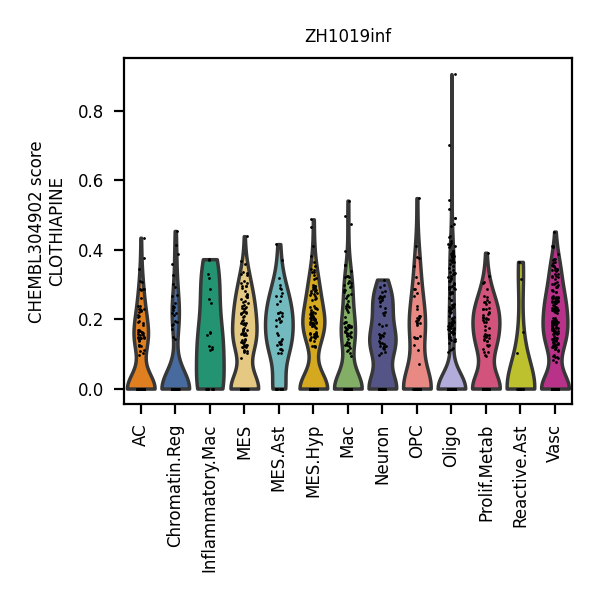 ZH1019inf
CHEMBL304902 score
CLOTHIAPINE
0.8
0.6
0.4
0.2
0.0
AC
Chromatin.Reg
Inflammatory.Mac
MES
MES.Ast
MES.Hyp
Mac
Neuron
OPC
Oligo
Prolif.Metab
Reactive.Ast
Vasc